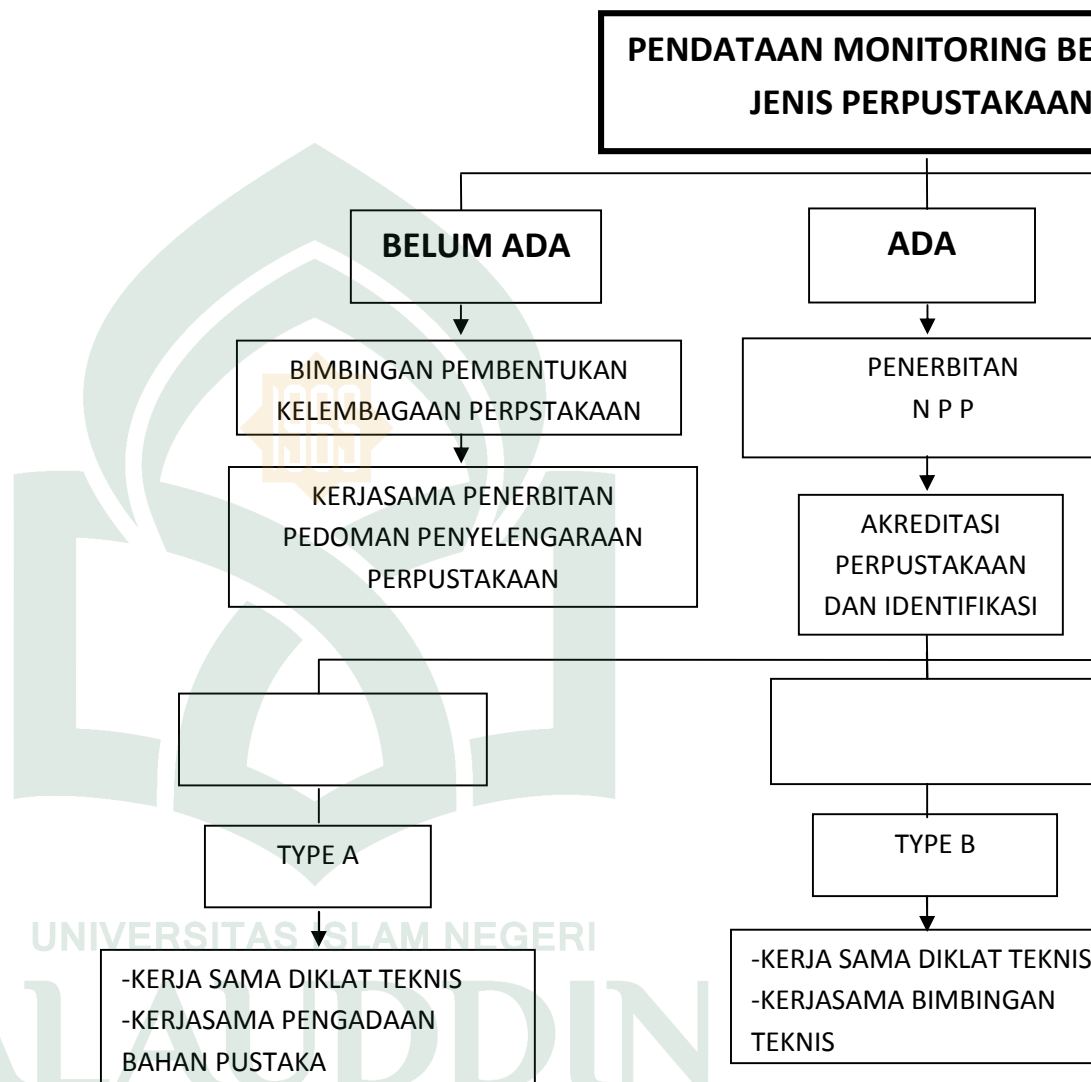 PENDATAAN MONITORING BE
JENIS PERPUSTAKAAN
BELUM ADA
ADA
BIMBINGAN PEMBENTUKAN
KELEMBAGAAN PERPSTAKAAN
PENERBITAN
N P P
KERJASAMA PENERBITAN
PEDOMAN PENYELENGARAAN
PERPUSTAKAAN
AKREDITASI
PERPUSTAKAAN
DAN IDENTIFIKASI
TYPE A
TYPE B
UNIVERSITAS ISLAM NEGERI
ALAUDDIN
-KERJA SAMA DIKLAT TEKNIS
-KERJASAMA PENGADAAN
BAHAN PUSTAKA
-KERJA SAMA DIKLAT TEKNIS
-KERJASAMA BIMBINGAN
TEKNIS